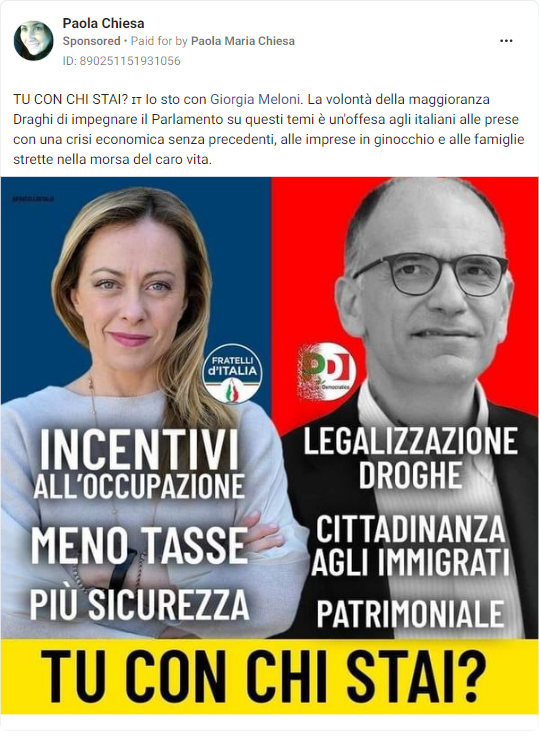 Paola Chiesa
Sponsored • Paid for by Paola Maria Chiesa
ID: 890251151931056
TU CON CHI STAI? ɪᴛ Io sto con Giorgia Meloni. La volontà della maggioranza
Draghi di impegnare il Parlamento su questi temi è un'offesa agli italiani alle prese
con una crisi economica senza precedenti, alle imprese in ginocchio e alle famiglie
strette nella morsa del caro vita.
FRATELLI
d'ITALIA
PD
Democratico
INCENTIVI
ALL'OCCUPAZIONE
MENO TASSE
PIÙ SICUREZZA
LEGALIZZAZIONE
DROGHE
CITTADINANZA
AGLI IMMIGRATI
PATRIMONIALE
TU CON CHI STAI?